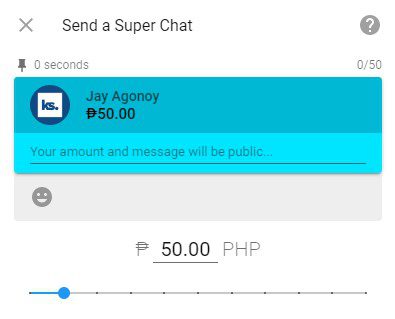 Send a Super Chat
0 seconds
0/50
ks.
Jay Agonoy
₱50.00
Your amount and message will be public...
₱ 50.00 PHP